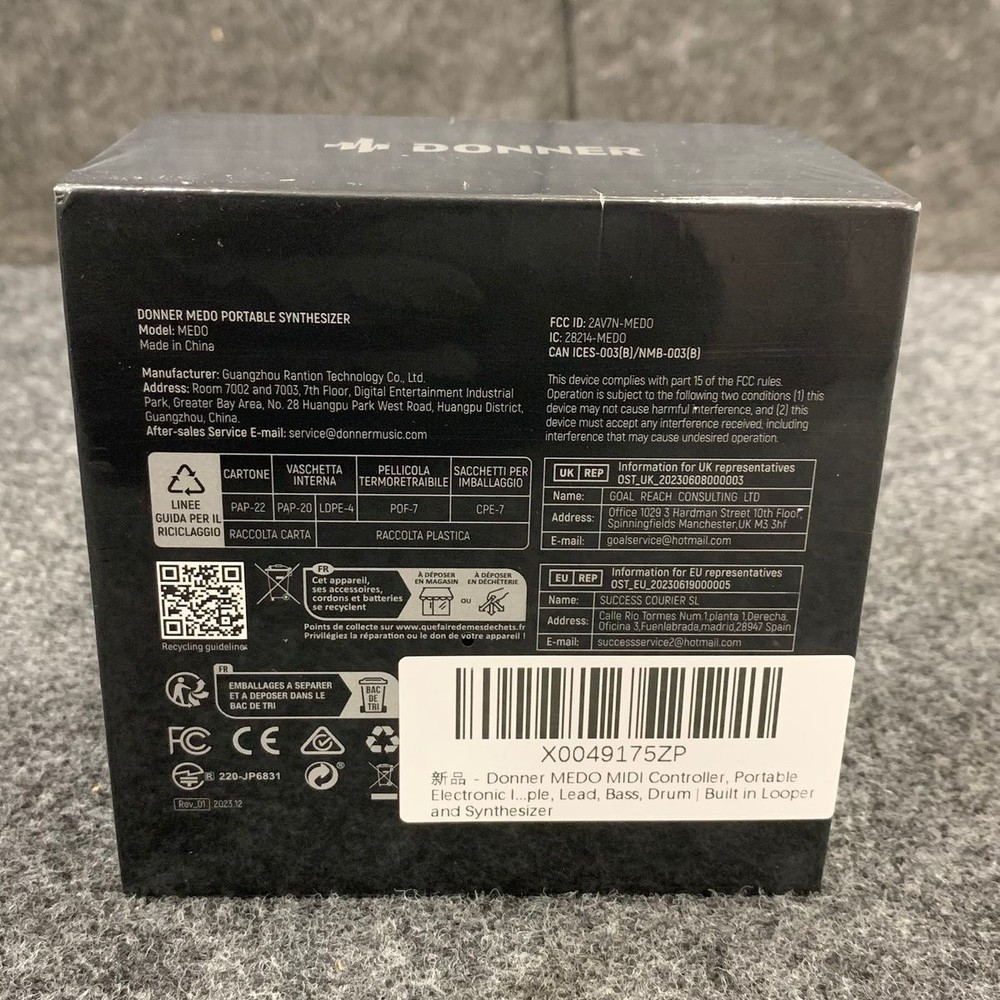 DONNER
DONNER MEDO PORTABLE SYNTHESIZER
Model: MEDO
Made in China
Manufacturer: Guangzhou Rantion Technology Co., Ltd.
Address: Room 7002 and 7003, 7th Floor, Digital Entertainment Industrial
Park, Greater Bay Area, No. 28 Huangpu Park West Road, Huangpu District,
Guangzhou, China.
After-sales Service E-mail: service@donnermusic.com
FCC ID: 2AV7N-MEDO
IC: 28214-MEDO
CAN ICES-003(B)/NMB-003(B)
This device complies with part 15 of the FCC rules.
Operation is subject to the following two conditions (1) this
device may not cause harmful interference, and (2) this
device must accept any interference received, including
interference that may cause undesired operation.
LINEE
GUIDA PER IL
RICICLAGGIO
CARTONE
VASCHETTA
INTERNA
PELLICOLA
TERMORETRAIBILE
SACCHETTI PER
IMBALLAGGIO
PAP-22 PAP-20 LDPE-4 POF-7 CPE-7
RACCOLTA CARTA RACCOLTA PLASTICA
UK REP
Information for UK representatives
OST_UK_20230608000003
Name: GOAL REACH CONSULTING LTD
Address: Office 1029 3 Hardman Street 10th Floor,
Spinningfields Manchester,UK M3 3hf
E-mail: goalservice@hotmail.com
EU REP
Information for EU representatives
OST_EU_20230619000005
Name: SUCCESS COURIER SL
Address: Calle Rio Tormes Num.1,planta 1,Derecha,
Oficina 3,Fuenlabrada,madrid,28947 Spain
E-mail: successservice2@hotmail.com
Recycling guideline
FR
Cet appareil,
ses accessoires,
cordons et batteries
se recyclent
À DÉPOSER
EN MAGASIN
OU
À DÉPOSER
EN DÉCHÈTERIE
Points de collecte sur www.quefairedemesdechets.fr
Privilégiez la réparation ou le don de votre appareil !
FR
EMBALLAGES A SEPARER
ET A DEPOSER DANS LE
BAC DE TRI
BAC
DE
TRI
FC CE
R 220-JP6831
Rev_01 2023.12
X0049175ZP
新品 - Donner MEDO MIDI Controller, Portable
Electronic I...ple, Lead, Bass, Drum | Built in Looper
and Synthesizer